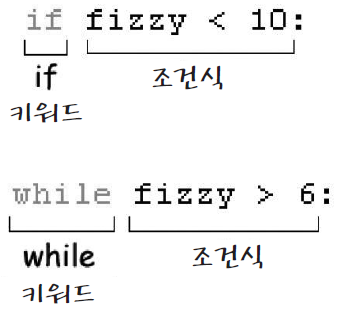 if fizzy < 10:
if 조건식
키워드
while fizzy > 6:
while 조건식
키워드